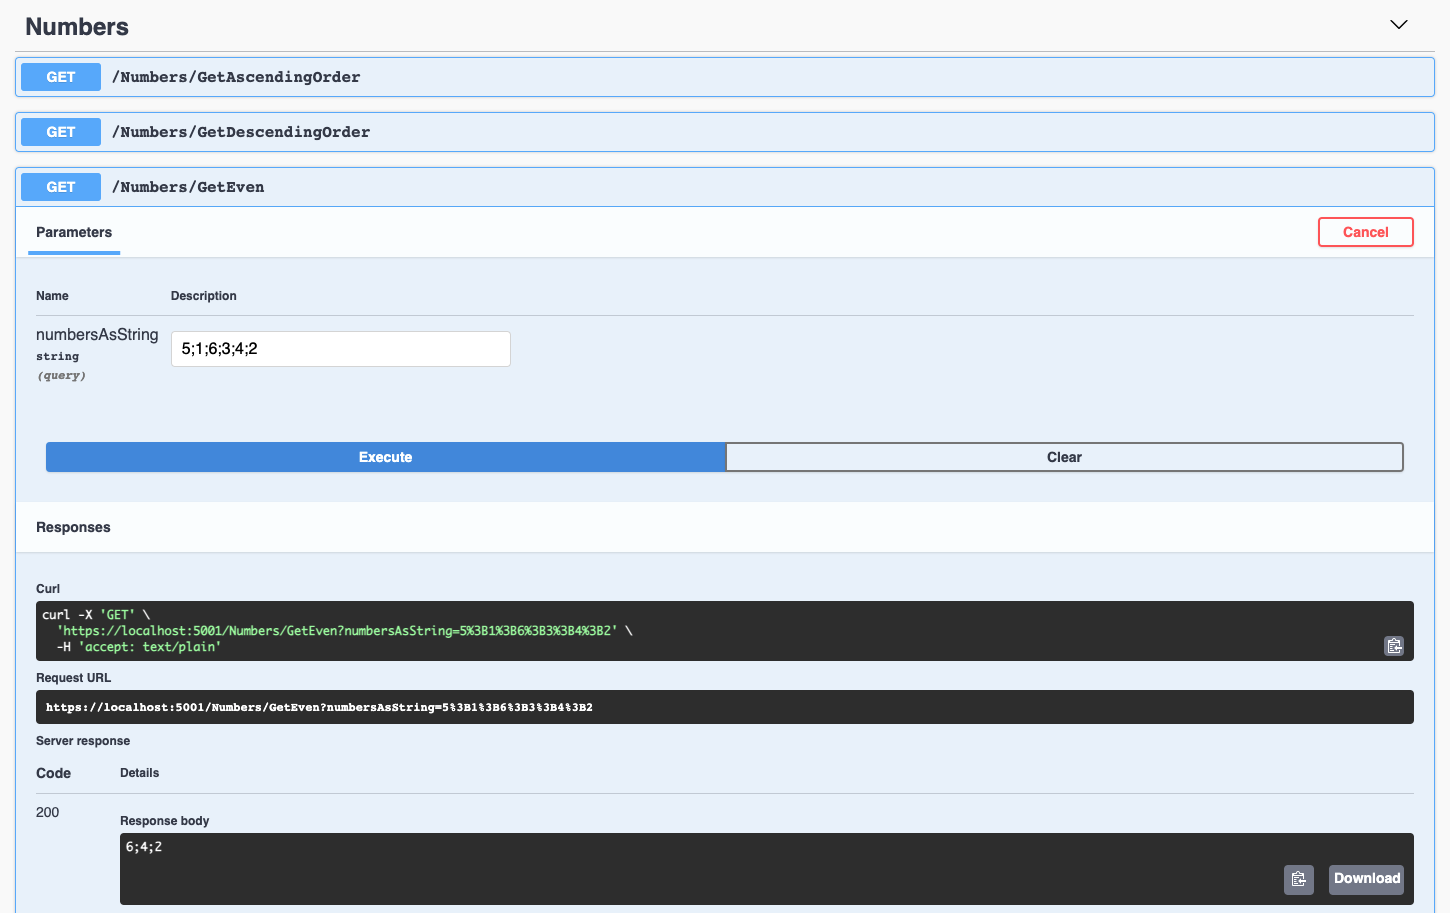 Numbers
GET /Numbers/GetAscendingOrder
GET /Numbers/GetDescendingOrder
GET /Numbers/GetEven
Parameters
Cancel
Name Description
numbersAsString
string
(query)
5;1;6;3;4;2
Execute
Clear
Responses
Curl
curl -X 'GET' \
'https://localhost:5001/Numbers/GetEven?numbersAsString=5%3B1%3B6%3B3%3B4%3B2' \
-H 'accept: text/plain'
Request URL
https://localhost:5001/Numbers/GetEven?numbersAsString=5%3B1%3B6%3B3%3B4%3B2
Server response
Code Details
200
Response body
6;4;2
Download